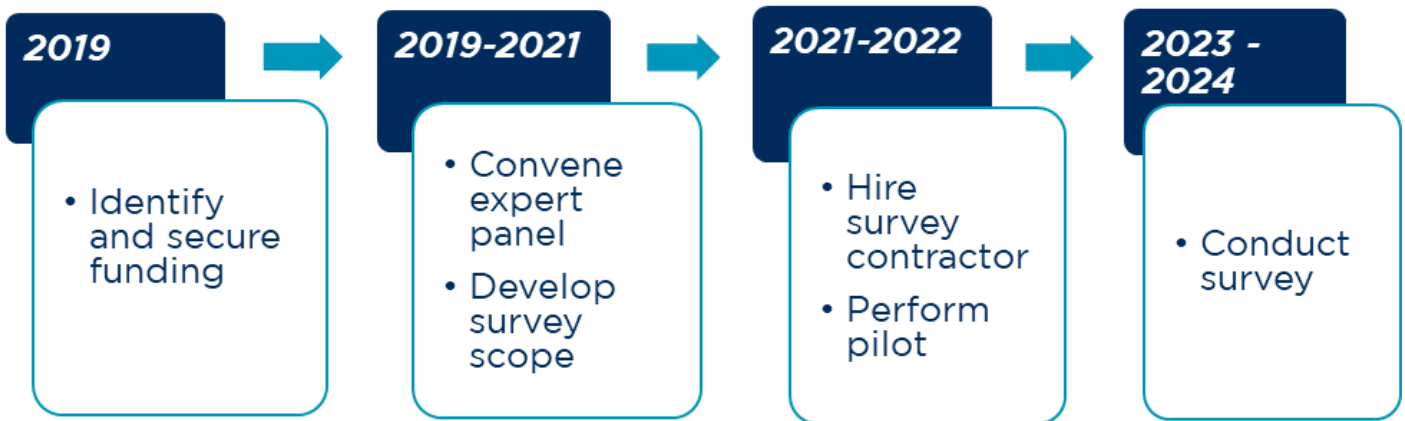 2019
• Identify
and secure
funding
2019-2021
• Convene
expert
panel
• Develop
survey
scope
2021-2022
• Hire
survey
contractor
• Perform
pilot
2023 -
2024
• Conduct
survey